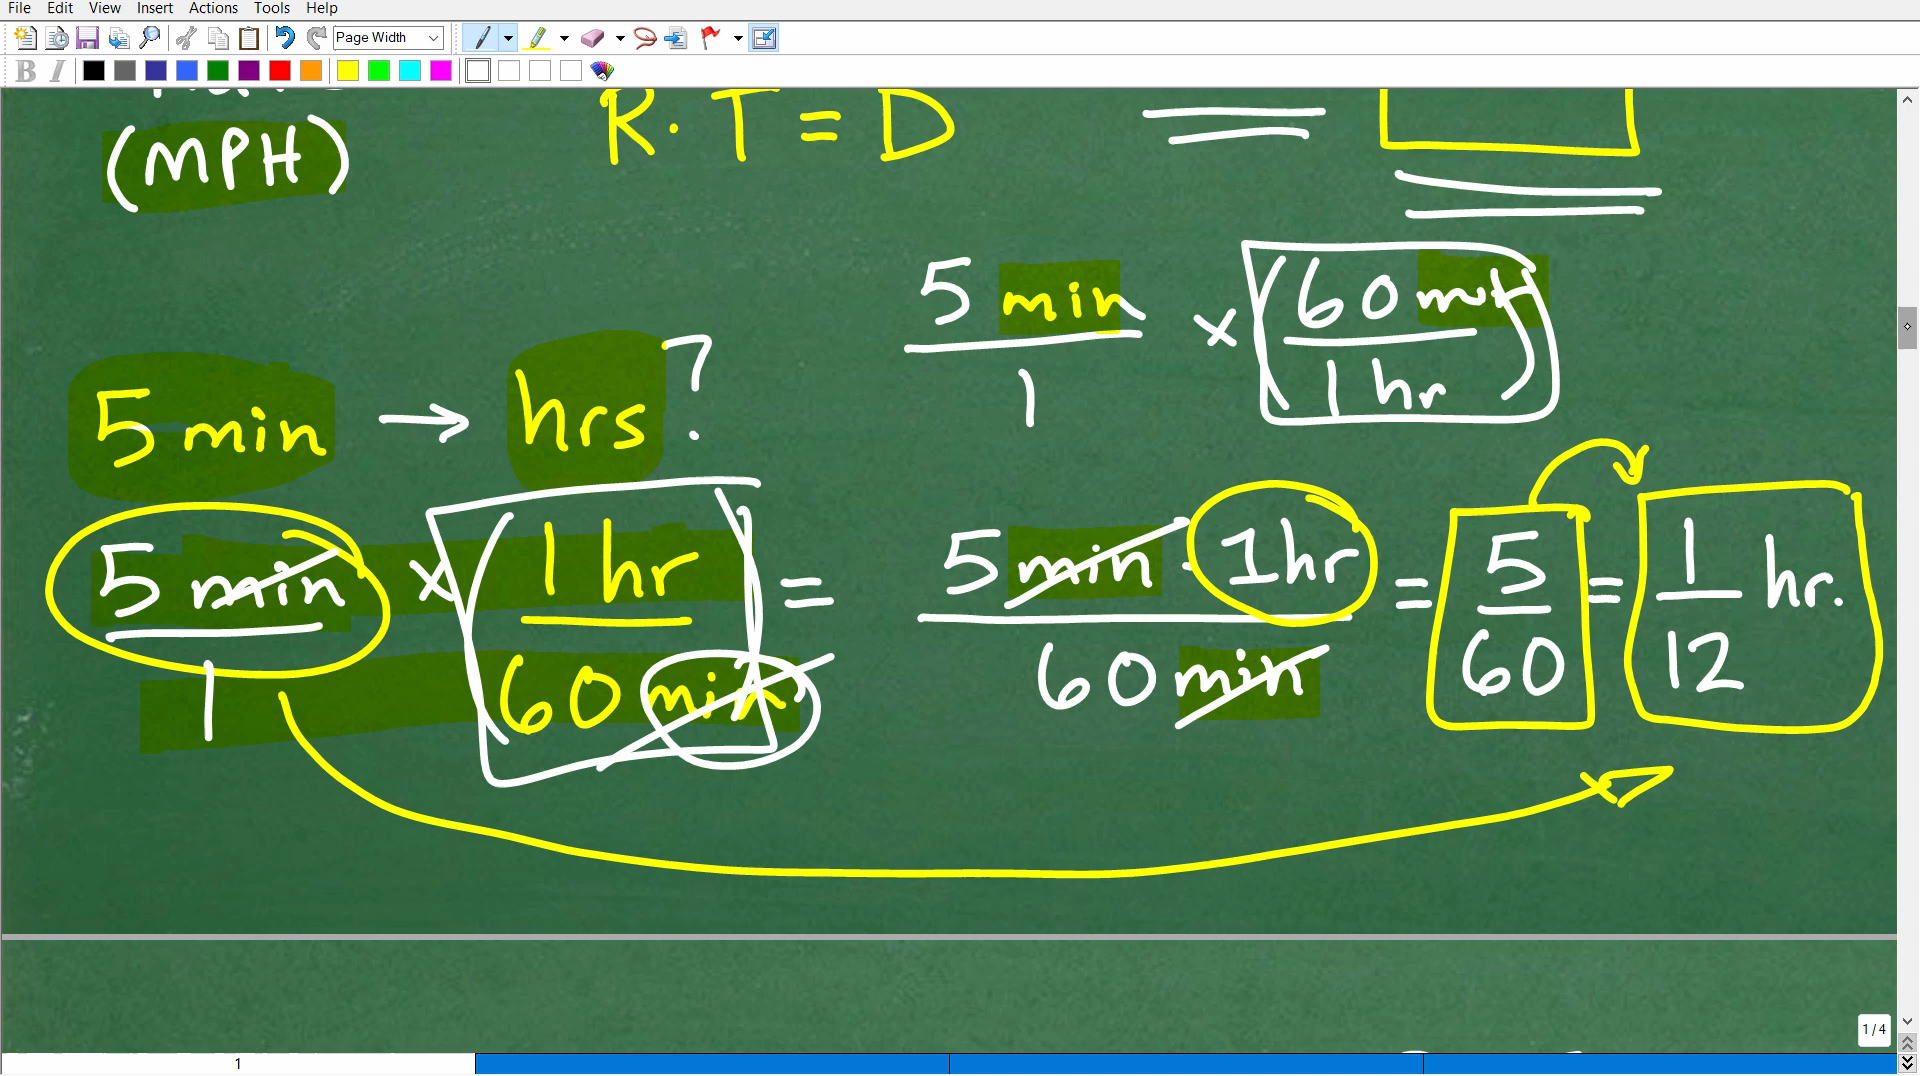 File Edit View Insert Actions Tools Help
Page Width
B I
(MPH)
R · T = D
5 min / 1 × (60 min / 1 hr)
5 min → hrs ?
5 min / 1 × (1 hr / 60 min) = 5 min · 1 hr / 60 min = 5/60 = 1/12 hr.
1 / 4
1